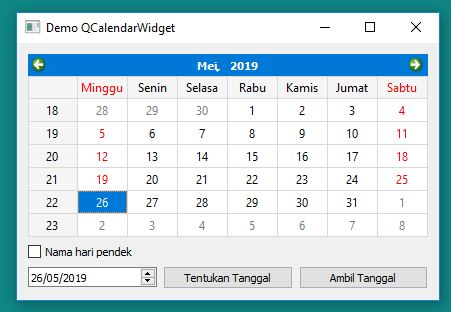 Demo QCalendarWidget
Mei, 2019
Minggu Senin Selasa Rabu Kamis Jumat Sabtu
18 28 29 30 1 2 3 4
19 5 6 7 8 9 10 11
20 12 13 14 15 16 17 18
21 19 20 21 22 23 24 25
22 26 27 28 29 30 31 1
23 2 3 4 5 6 7 8
Nama hari pendek
26/05/2019 Tentukan Tanggal Ambil Tanggal